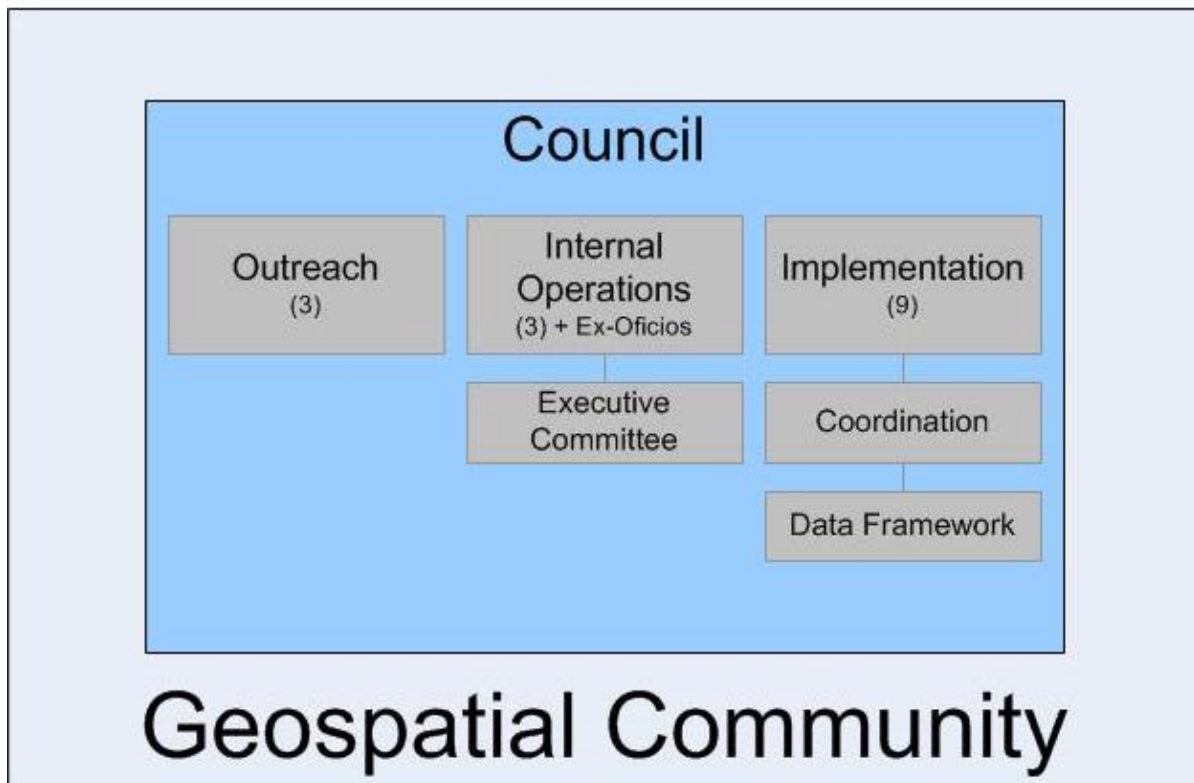 Council
Outreach
(3)
Internal
Operations
(3) + Ex-Oficios
Implementation
(9)
Executive
Committee
Coordination
Data Framework
Geospatial Community